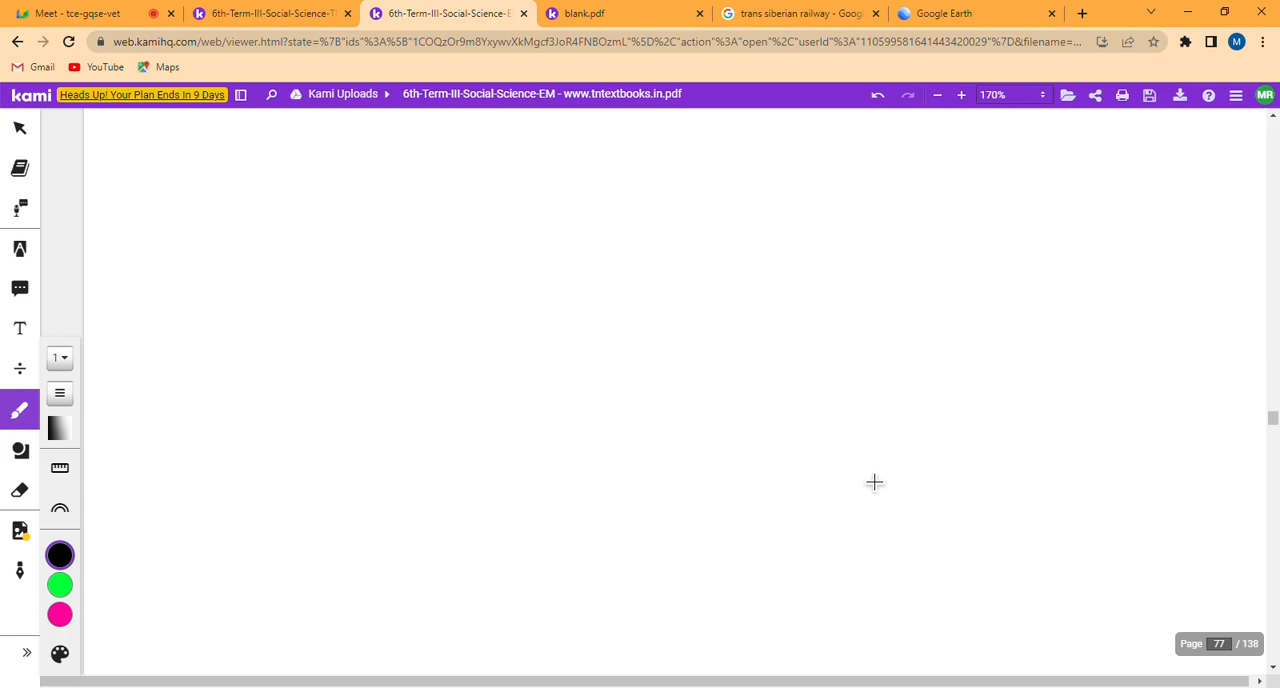 Meet - tce-gqse-vet
6th-Term-III-Social-Science-T
6th-Term-III-Social-Science-E
blank.pdf
trans siberian railway - Goog
Google Earth
web.kamihq.com/web/viewer.html?state=%7B"ids"%3A%5B"1COQzOr9m8YxywvXkMgcf3JoR4FNBOzmL"%5D%2C"action"%3A"open"%2C"userId"%3A"110599581641443420029"%7D&filename=...
M
Gmail
YouTube
Maps
kami
Heads Up! Your Plan Ends In 9 Days
Kami Uploads
6th-Term-III-Social-Science-EM - www.tntextbooks.in.pdf
170%
MR
1
Page 77 / 138